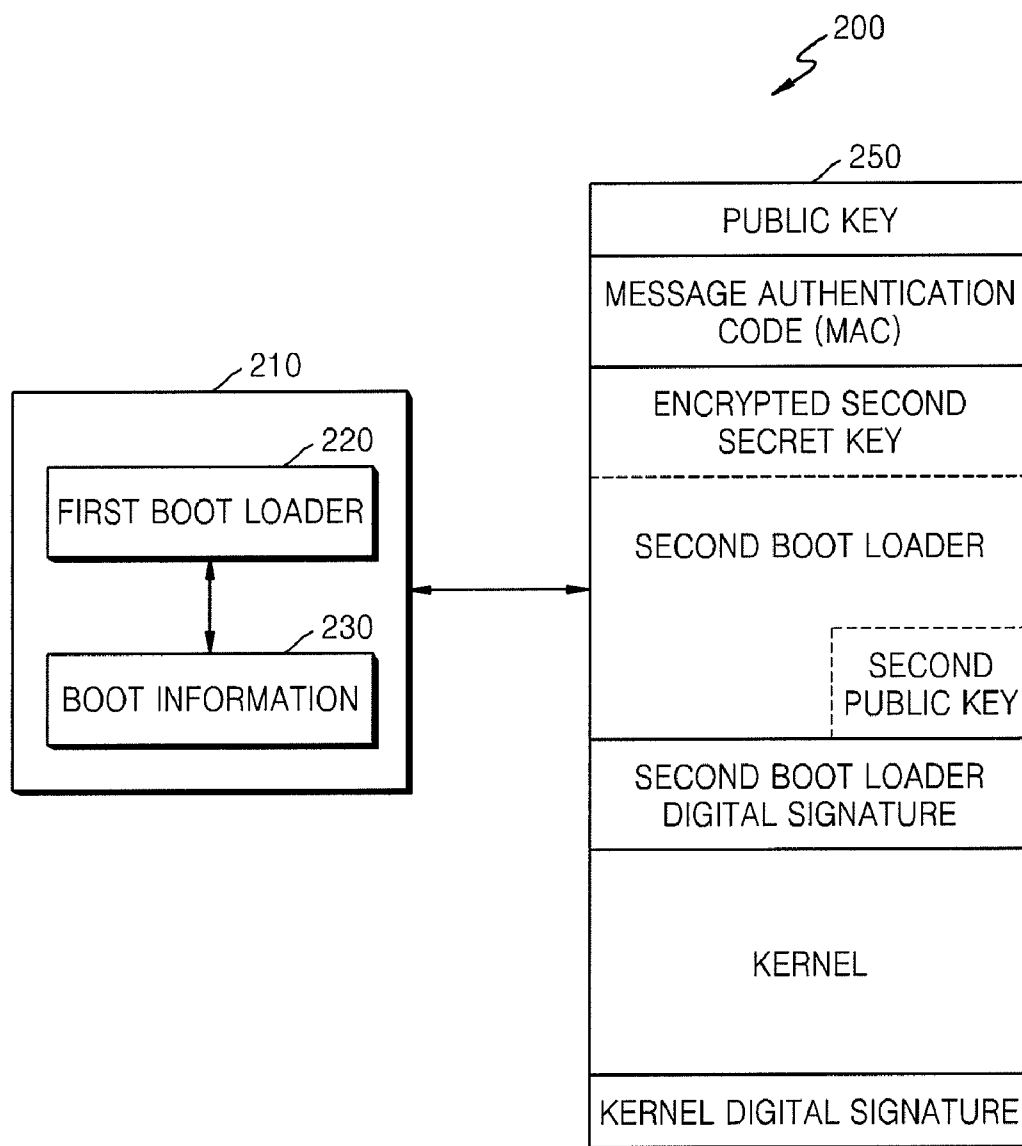 200
250
PUBLIC KEY
MESSAGE AUTHENTICATION
CODE (MAC)
210
ENCRYPTED SECOND
SECRET KEY
220
FIRST BOOT LOADER
SECOND BOOT LOADER
230
BOOT INFORMATION
SECOND
PUBLIC KEY
SECOND BOOT LOADER
DIGITAL SIGNATURE
KERNEL
KERNEL DIGITAL SIGNATURE